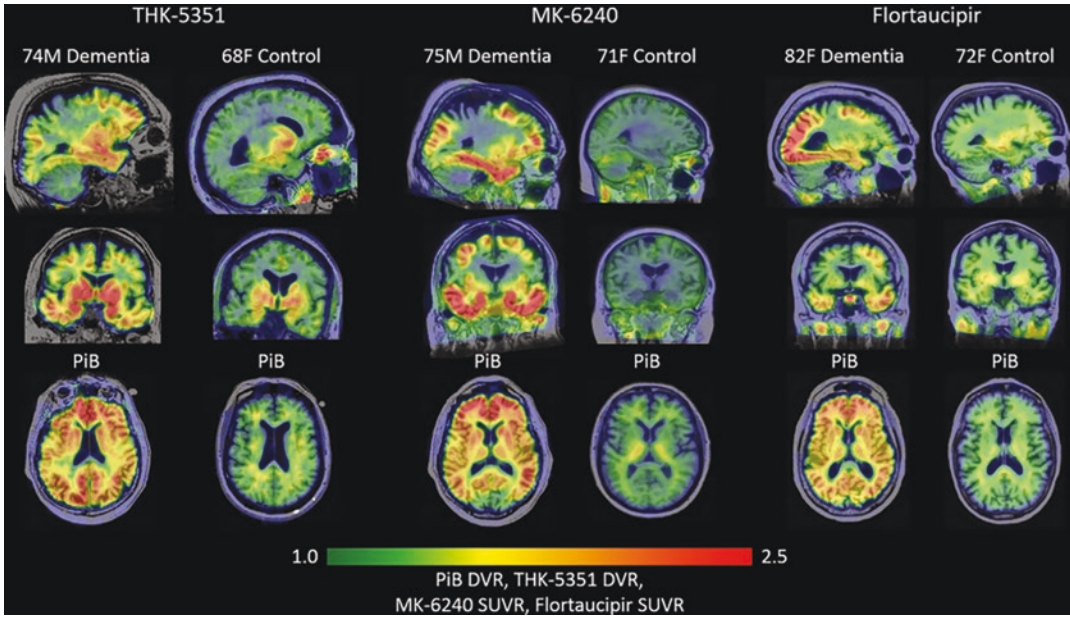 THK-5351 MK-6240 Flortaucipir
74M Dementia 68F Control 75M Dementia 71F Control 82F Dementia 72F Control
PiB PiB PiB PiB PiB PiB
1.0 2.5
PiB DVR, THK-5351 DVR,
MK-6240 SUVR, Flortaucipir SUVR